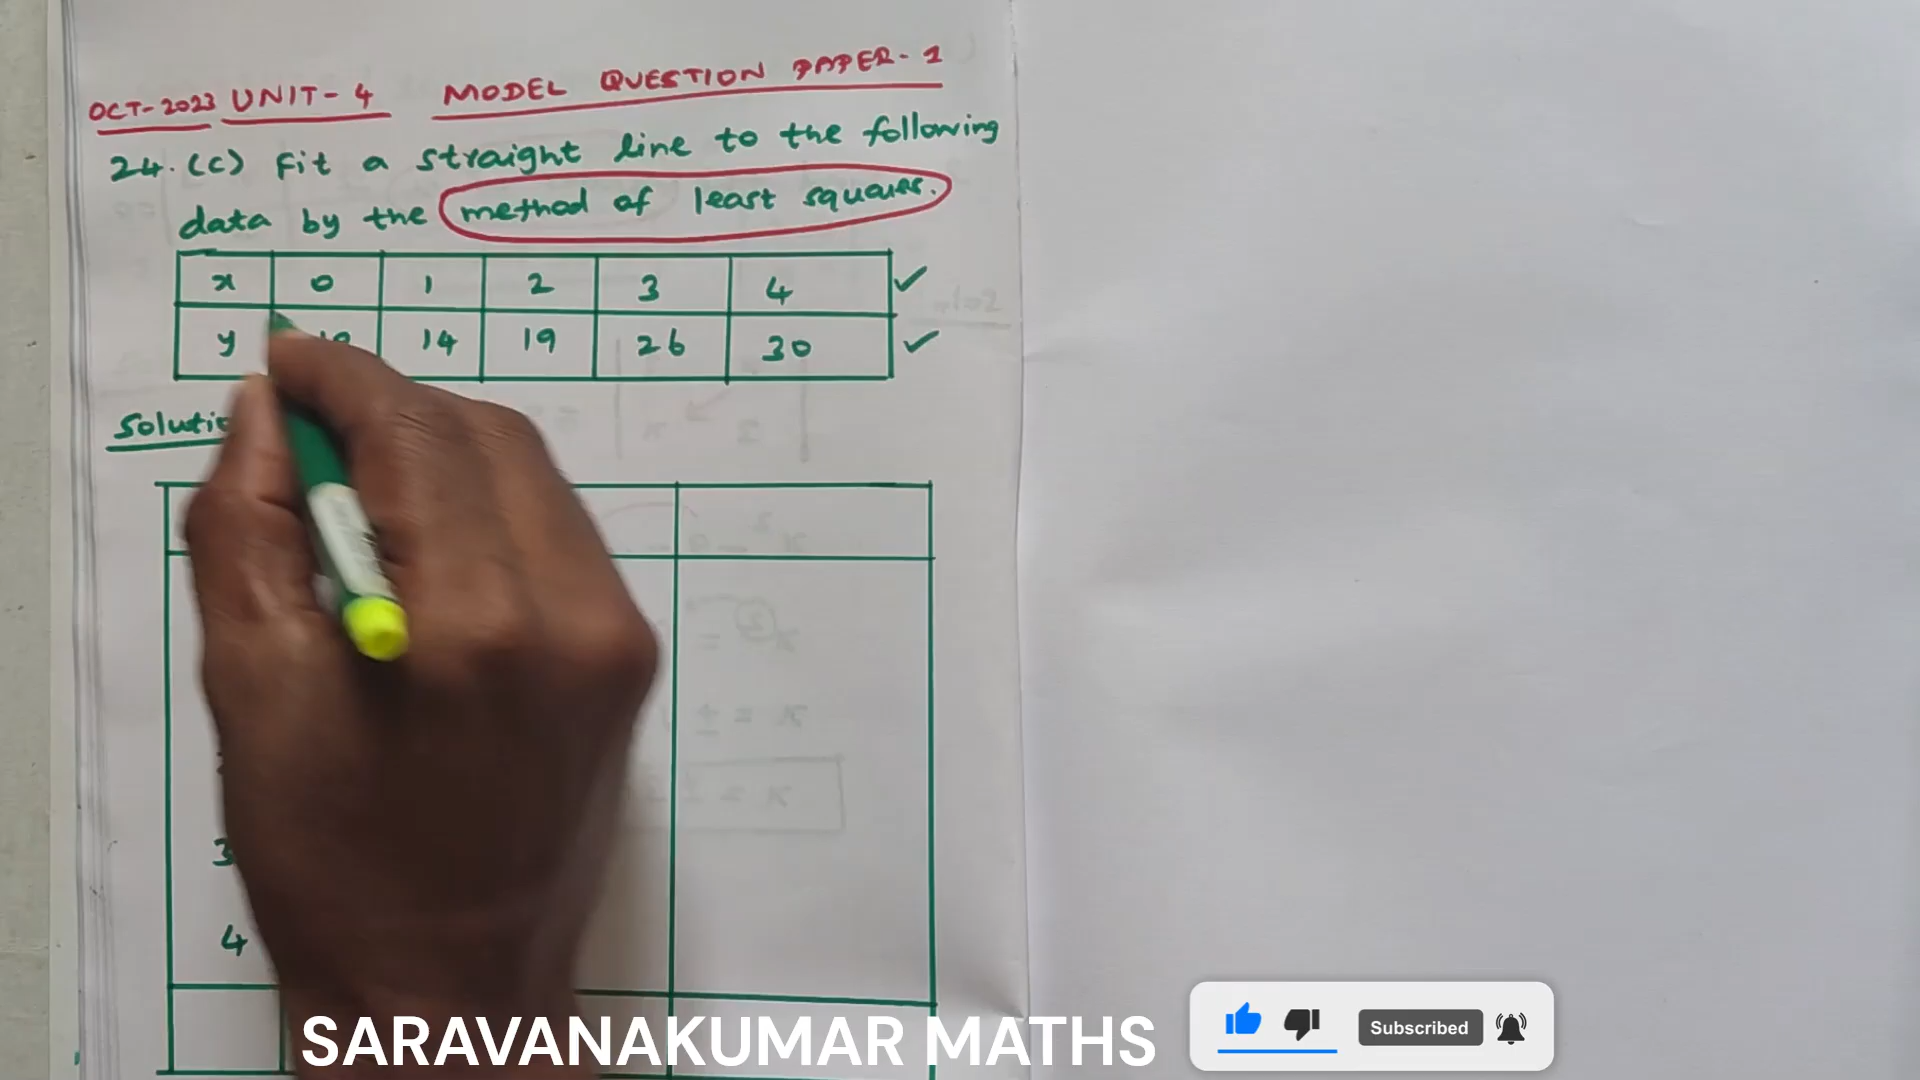 OCT-2023 UNIT-4 MODEL QUESTION PAPER-1
24.(c) Fit a straight line to the following
data by the method of least squares.
x 0 1 2 3 4
y 14 19 26 30
3
4
SARAVANAKUMAR MATHS
Subscribed